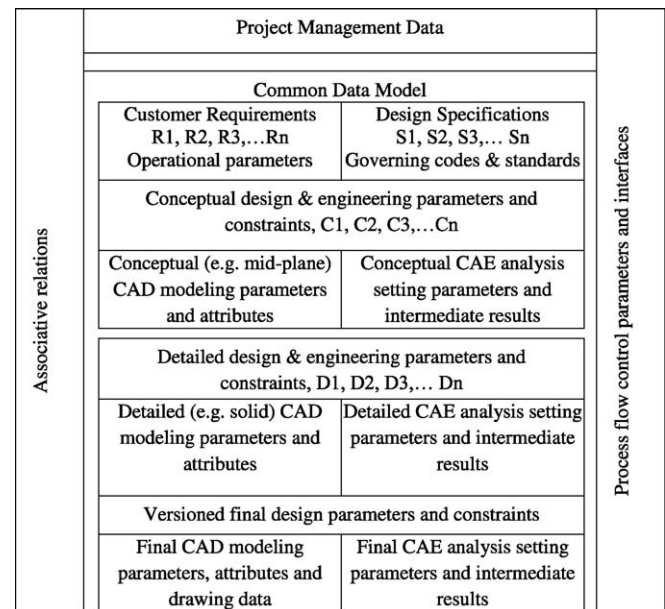 Project Management Data
Associative relations
Common Data Model
Customer Requirements
R1, R2, R3,...Rn
Operational parameters
Design Specifications
S1, S2, S3,... Sn
Governing codes & standards
Conceptual design & engineering parameters and
constraints, C1, C2, C3,...Cn
Conceptual (e.g. mid-plane)
CAD modeling parameters
and attributes
Conceptual CAE analysis
setting parameters and
intermediate results
Detailed design & engineering parameters and
constraints, D1, D2, D3,... Dn
Detailed (e.g. solid) CAD
modeling parameters and
attributes
Detailed CAE analysis setting
parameters and intermediate
results
Versioned final design parameters and constraints
Final CAD modeling
parameters, attributes and
drawing data
Final CAE analysis setting
parameters and intermediate
results
Process flow control parameters and interfaces